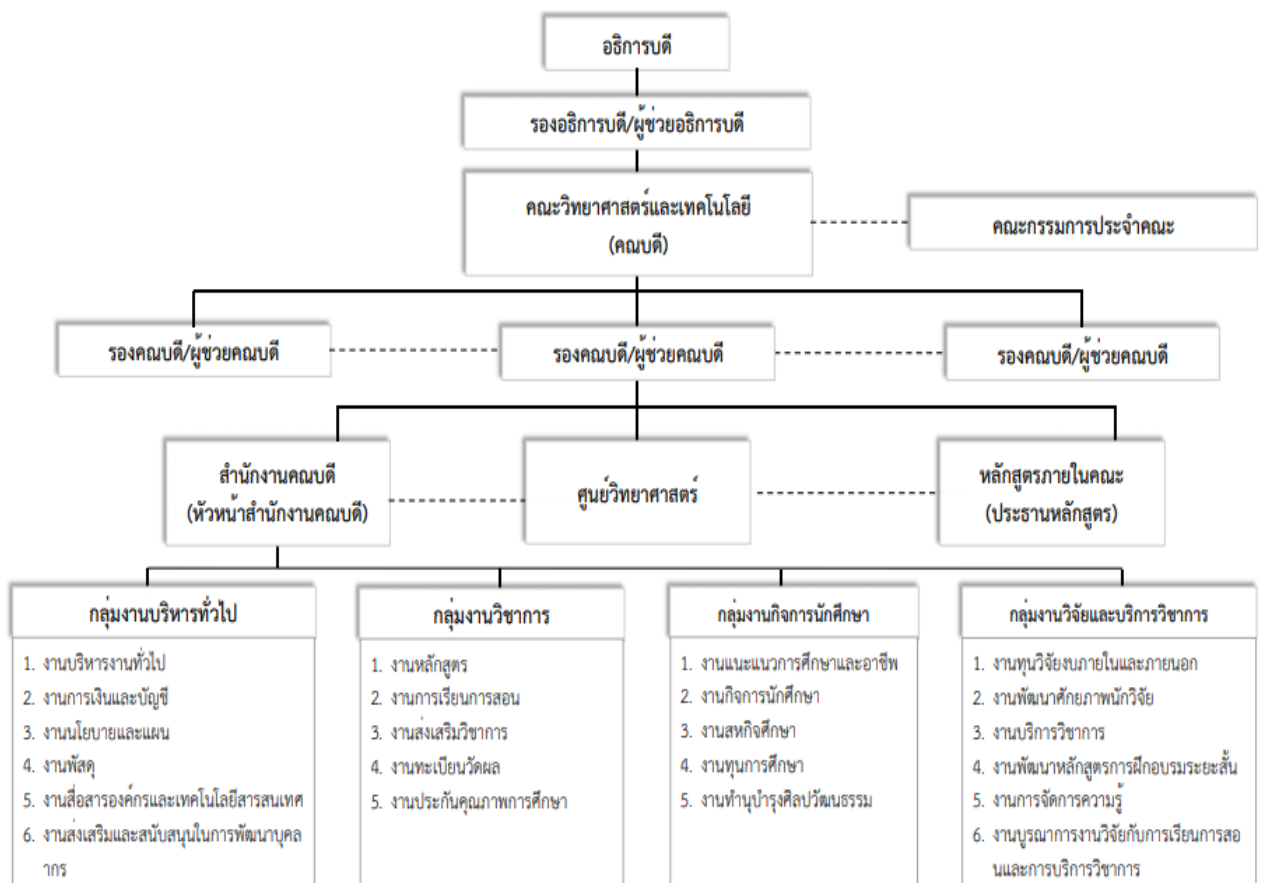 อธิการบดี
รองอธิการบดี/ผู้ช่วยอธิการบดี
คณะวิทยาศาสตร์และเทคโนโลยี
(คณบดี)
คณะกรรมการประจำคณะ
รองคณบดี/ผู้ช่วยคณบดี
รองคณบดี/ผู้ช่วยคณบดี
รองคณบดี/ผู้ช่วยคณบดี
สำนักงานคณบดี
(หัวหน้าสำนักงานคณบดี)
ศูนย์วิทยาศาสตร์
หลักสูตรภายในคณะ
(ประธานหลักสูตร)
กลุ่มงานบริหารทั่วไป
1. งานบริหารงานทั่วไป
2. งานการเงินและบัญชี
3. งานนโยบายและแผน
4. งานพัสดุ
5. งานสื่อสารองค์กรและเทคโนโลยีสารสนเทศ
6. งานส่งเสริมและสนับสนุนในการพัฒนาบุคล
ากร
กลุ่มงานวิชาการ
1. งานหลักสูตร
2. งานการเรียนการสอน
3. งานส่งเสริมวิชาการ
4. งานทะเบียนวัดผล
5. งานประกันคุณภาพการศึกษา
กลุ่มงานกิจการนักศึกษา
1. งานแนะแนวการศึกษาและอาชีพ
2. งานกิจการนักศึกษา
3. งานสหกิจศึกษา
4. งานทุนการศึกษา
5. งานทำนุบำรุงศิลปวัฒนธรรม
กลุ่มงานวิจัยและบริการวิชาการ
1. งานทุนวิจัยงบภายในและภายนอก
2. งานพัฒนาศักยภาพนักวิจัย
3. งานบริการวิชาการ
4. งานพัฒนาหลักสูตรการฝึกอบรมระยะสั้น
5. งานการจัดการความรู้
6. งานบูรณาการงานวิจัยกับการเรียนการสอ
นและการบริการวิชาการ